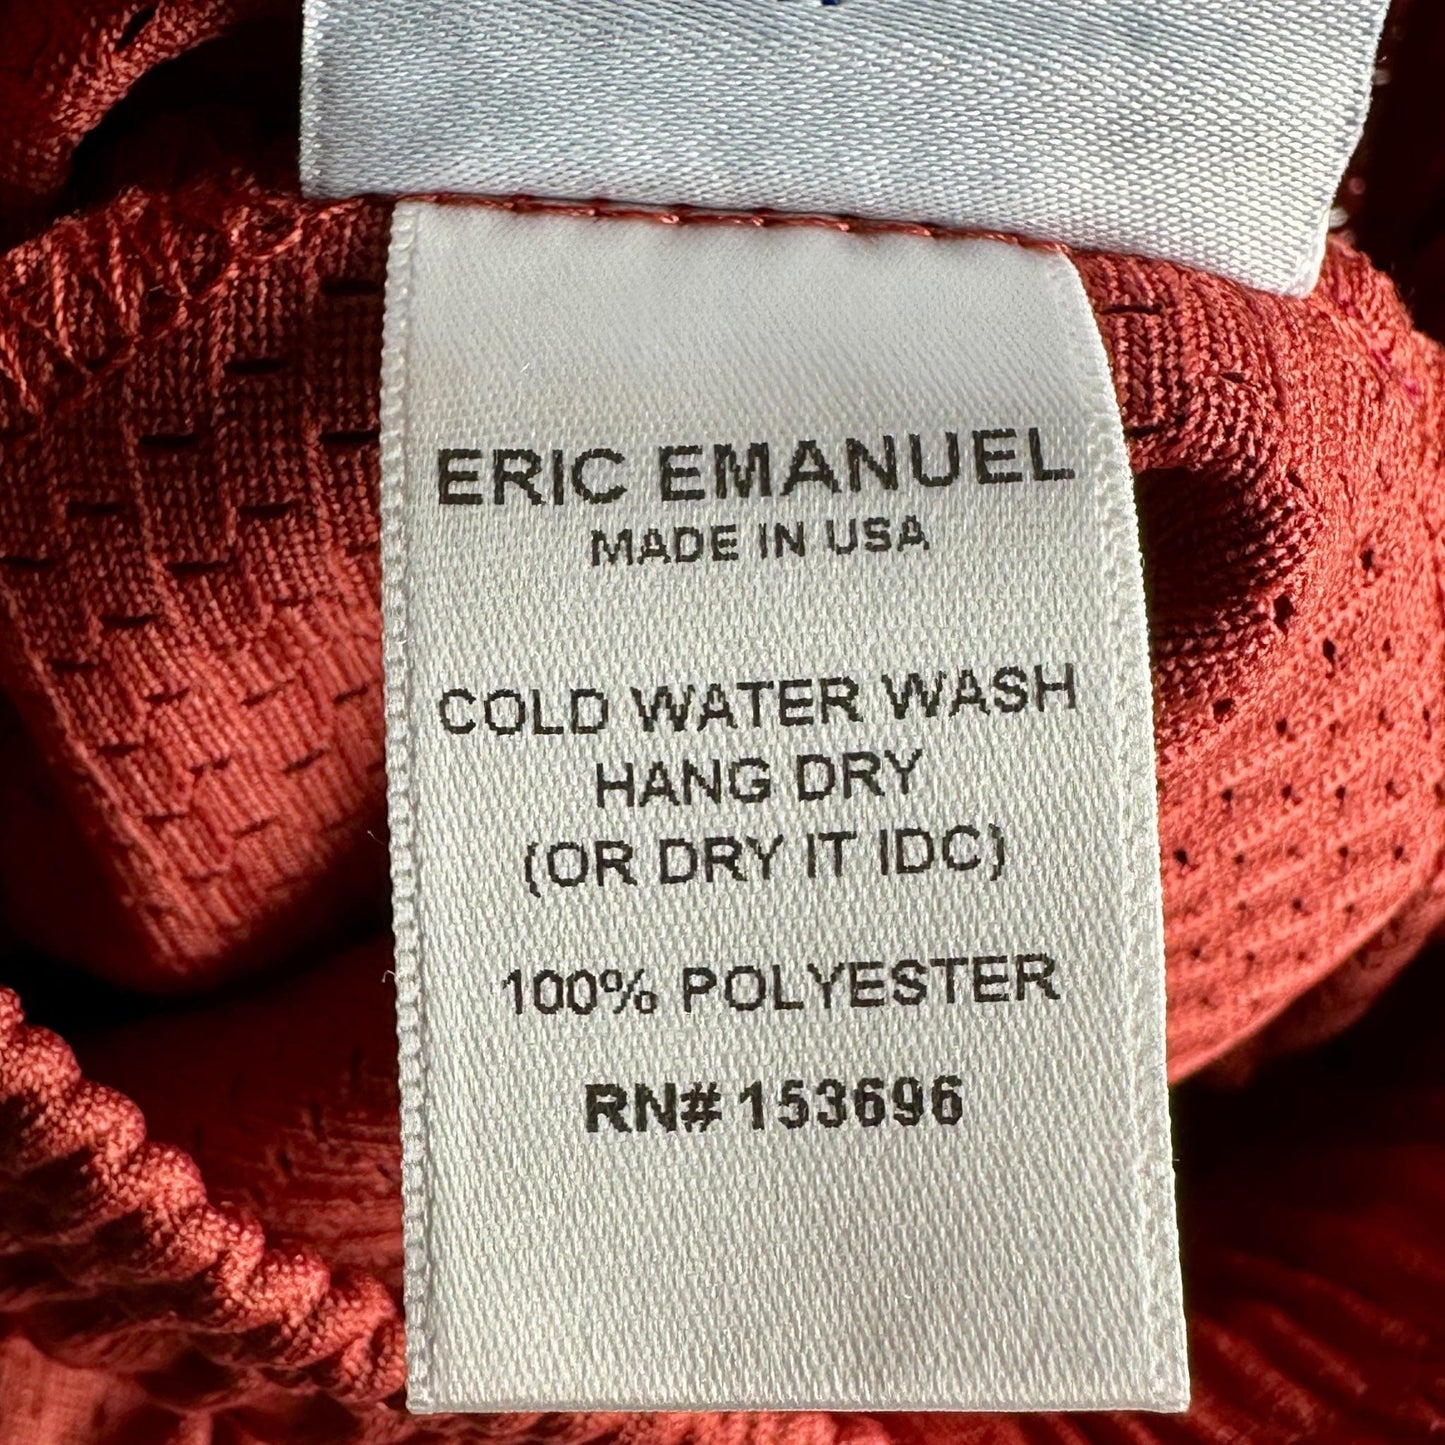 ERIC EMANUEL
MADE IN USA
COLD WATER WASH
HANG DRY
(OR DRY IT IDC)
100% POLYESTER
RN# 153696